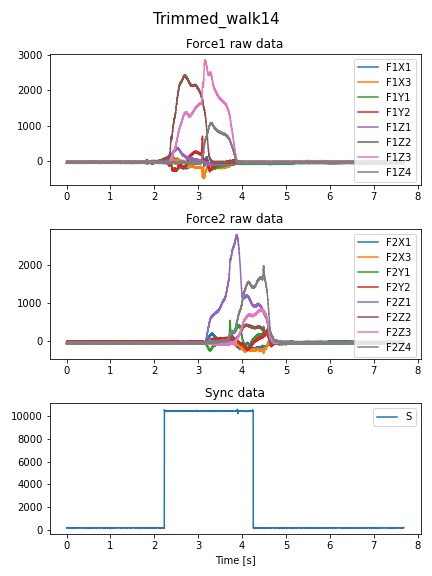 Trimmed_walk14
Force1 raw data
3000
2000
1000
0
F1X1
F1X3
F1Y1
F1Y2
F1Z1
F1Z2
F1Z3
F1Z4
0 1 2 3 4 5 6 7 8
Force2 raw data
2000
1000
0
F2X1
F2X3
F2Y1
F2Y2
F2Z1
F2Z2
F2Z3
F2Z4
0 1 2 3 4 5 6 7 8
Sync data
10000
8000
6000
4000
2000
0
S
0 1 2 3 4 5 6 7 8
Time [s]